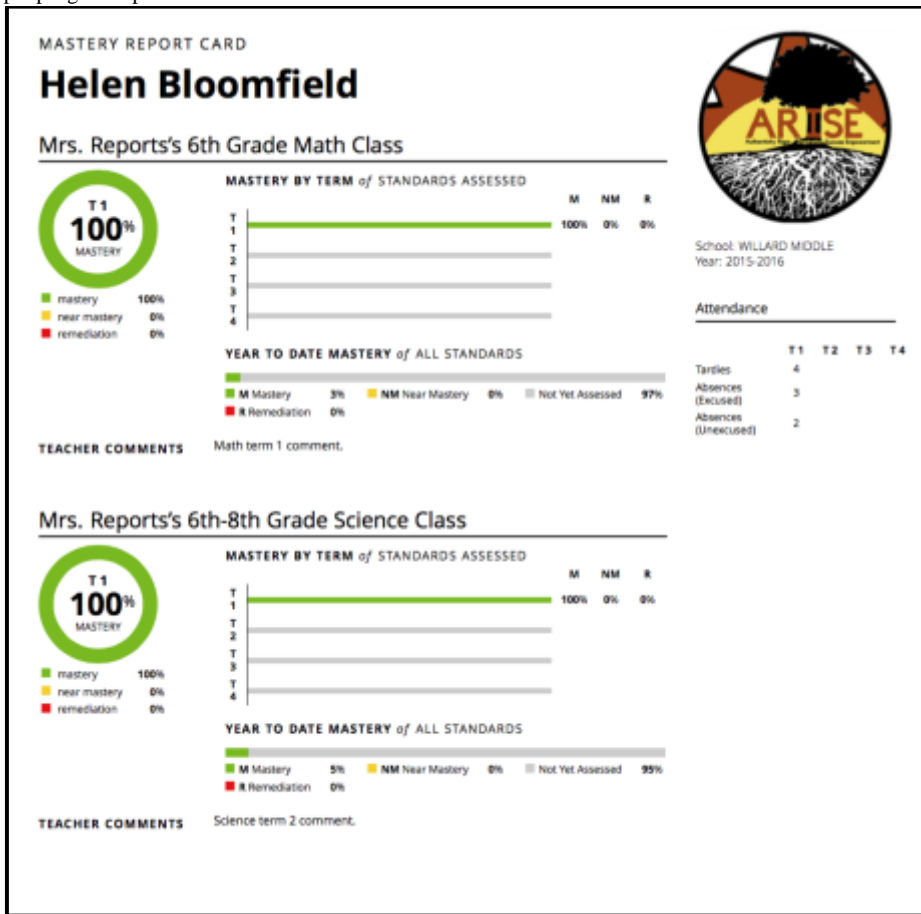 MASTERY REPORT CARD
Helen Bloomfield
Mrs. Reports's 6th Grade Math Class
T 1
100%
MASTERY
mastery 100%
near mastery 0%
remediation 0%
MASTERY BY TERM of STANDARDS ASSESSED
M NM R
T 1 100% 0% 0%
T 2
T 3
T 4
YEAR TO DATE MASTERY of ALL STANDARDS
M Mastery 3% NM Near Mastery 0% Not Yet Assessed 97%
R Remediation 0%
TEACHER COMMENTS Math term 1 comment.
Mrs. Reports's 6th-8th Grade Science Class
T 1
100%
MASTERY
mastery 100%
near mastery 0%
remediation 0%
MASTERY BY TERM of STANDARDS ASSESSED
M NM R
T 1 100% 0% 0%
T 2
T 3
T 4
YEAR TO DATE MASTERY of ALL STANDARDS
M Mastery 5% NM Near Mastery 0% Not Yet Assessed 95%
R Remediation 0%
TEACHER COMMENTS Science term 2 comment.
ARISE
School: WILLARD MIDDLE
Year: 2015-2016
Attendance
T 1 T 2 T 3 T 4
Tardies 4
Absences (Excused) 3
Absences (Unexcused) 2